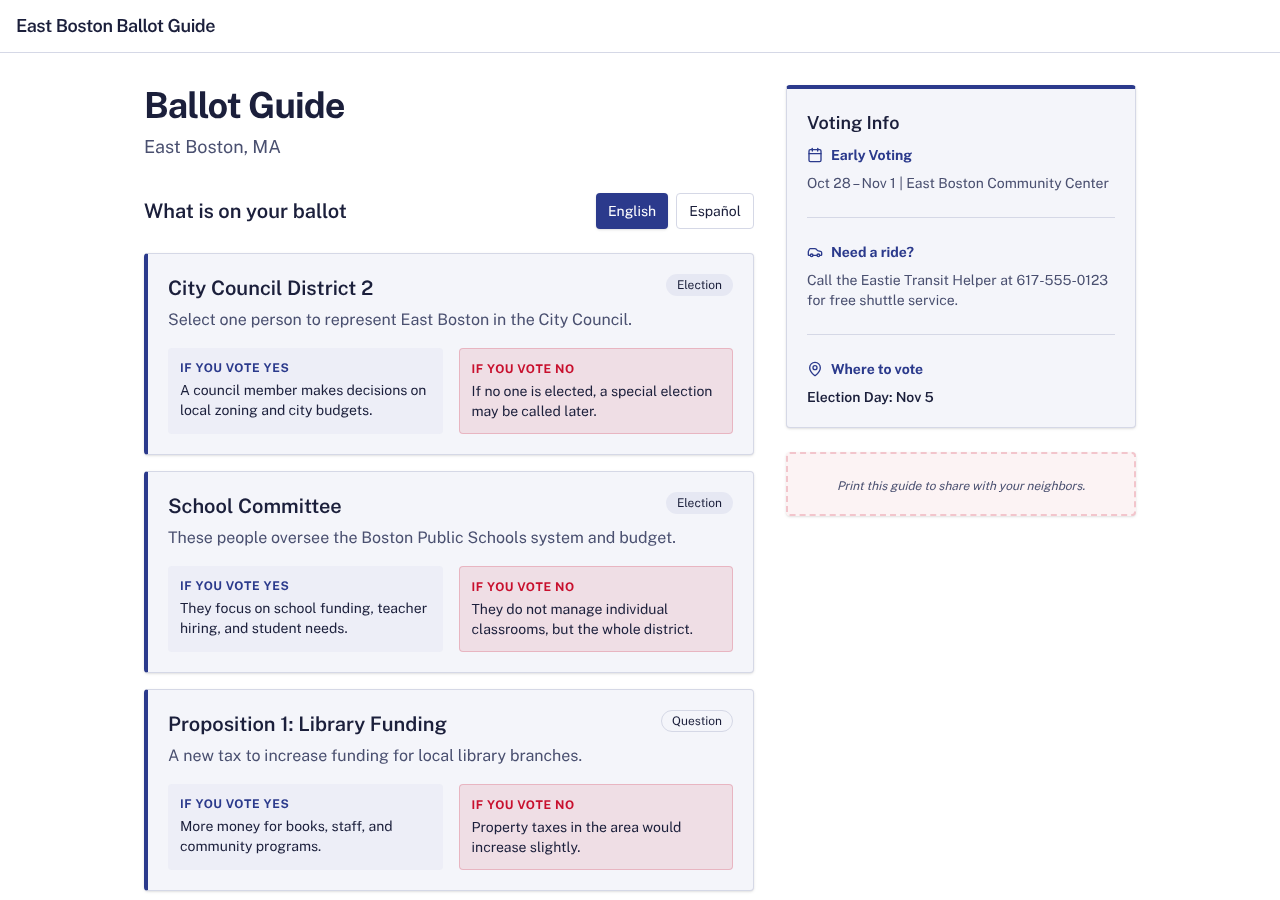 East Boston Ballot Guide
Ballot Guide
East Boston, MA
What is on your ballot
English
Español
City Council District 2
Election
Select one person to represent East Boston in the City Council.
IF YOU VOTE YES
A council member makes decisions on
local zoning and city budgets.
IF YOU VOTE NO
If no one is elected, a special election
may be called later.
School Committee
Election
These people oversee the Boston Public Schools system and budget.
IF YOU VOTE YES
They focus on school funding, teacher
hiring, and student needs.
IF YOU VOTE NO
They do not manage individual
classrooms, but the whole district.
Proposition 1: Library Funding
Question
A new tax to increase funding for local library branches.
IF YOU VOTE YES
More money for books, staff, and
community programs.
IF YOU VOTE NO
Property taxes in the area would
increase slightly.
Voting Info
Early Voting
Oct 28 – Nov 1 | East Boston Community Center
Need a ride?
Call the Eastie Transit Helper at 617-555-0123
for free shuttle service.
Where to vote
Election Day: Nov 5
Print this guide to share with your neighbors.